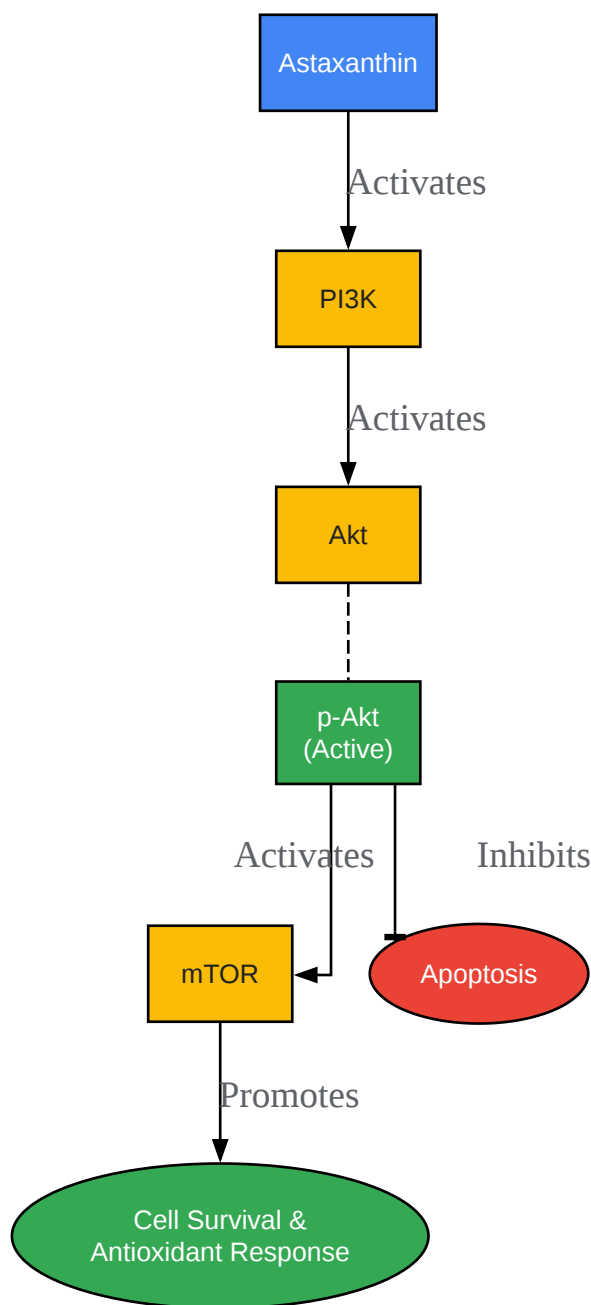 Astaxanthin
Activates
PI3K
Activates
Akt
p-Akt
(Active)
Activates
Inhibits
mTOR
Apoptosis
Promotes
Cell Survival &
Antioxidant Response